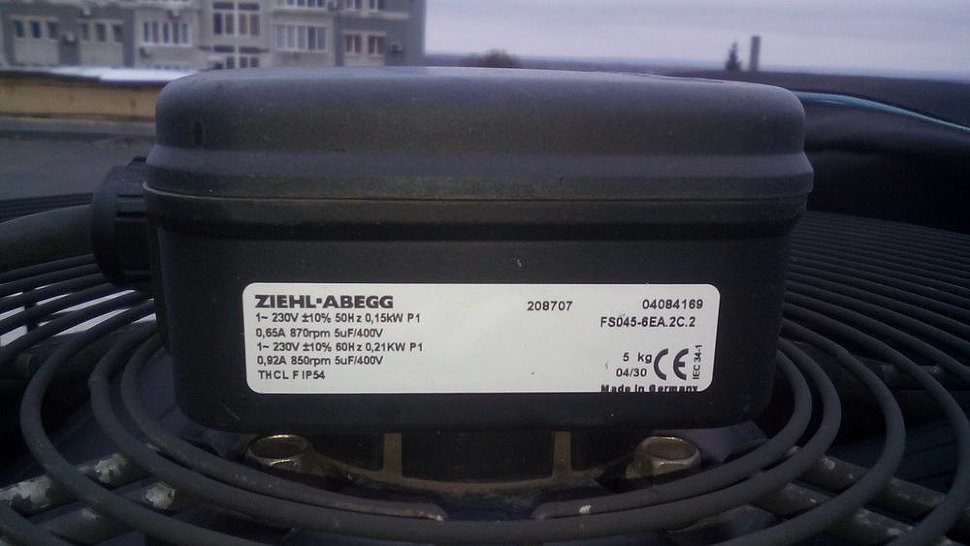 ZIEHL-ABEGG
1~ 230V ±10% 50Hz 0,15kW P1
0,65A 870rpm 5uF/400V
1~ 230V ±10% 60Hz 0,21KW P1
0,92A 850rpm 5uF/400V
THCL F IP54
208707
04084169
FS045-6EA.2C.2
5 kg
04/30
CE
IEC 34-1
Made in Germany